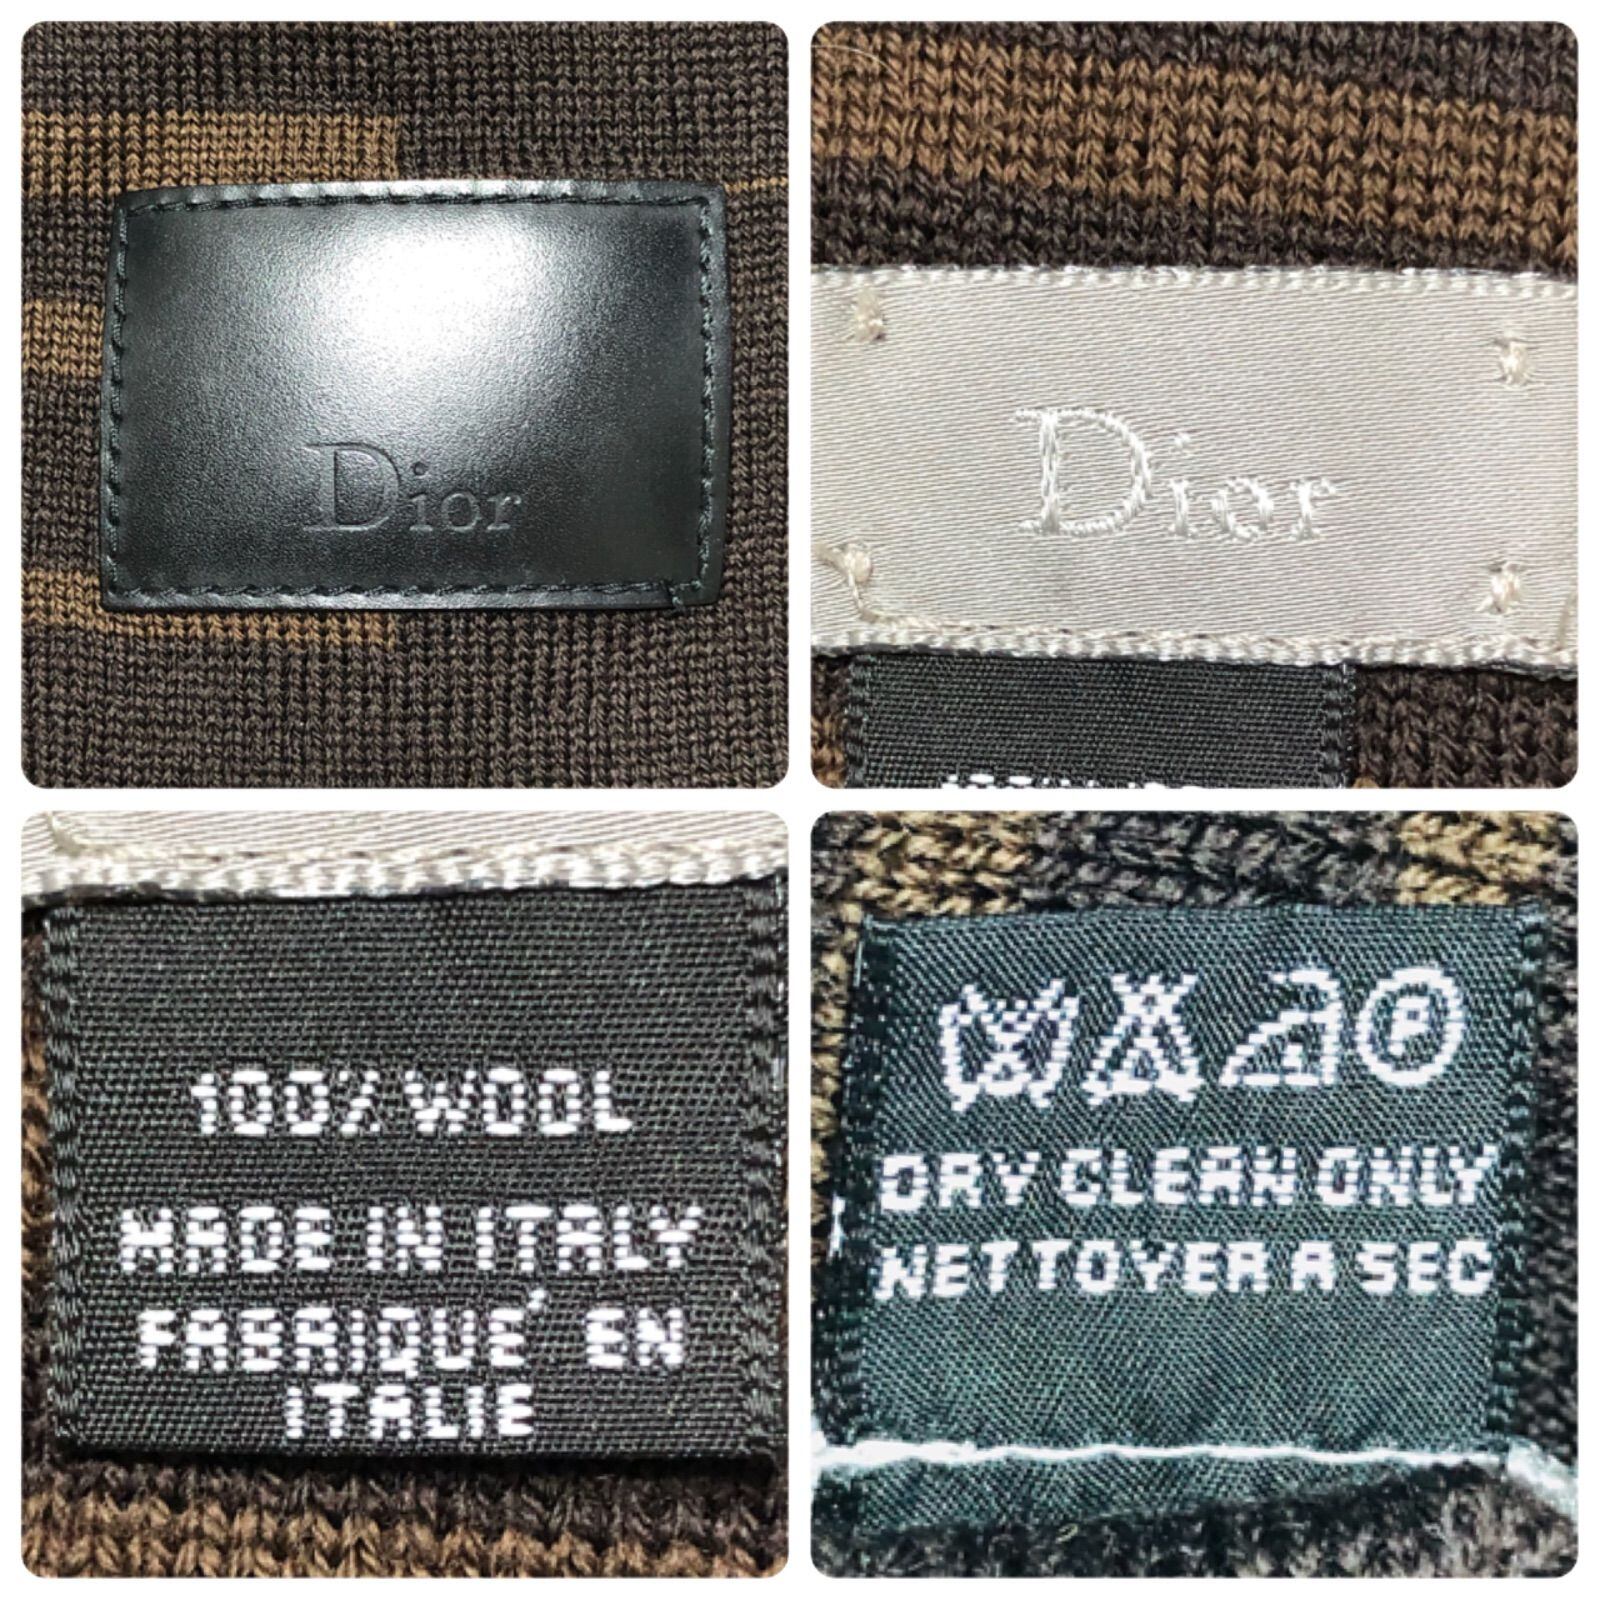 Dior
Dior
100% WOOL
MADE IN ITALY
FABRIQUÉ EN
ITALIE
P
DRY CLEAN ONLY
NETTOYER A SEC